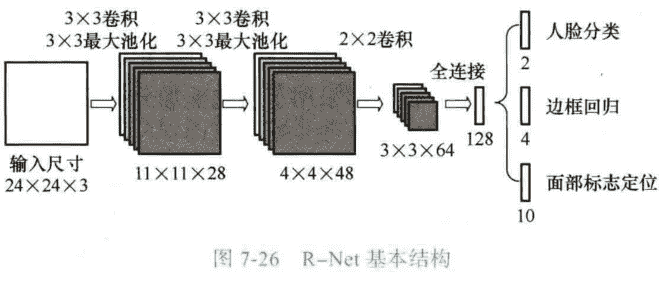 3×3卷积
3×3最大池化
3×3卷积
3×3最大池化
2×2卷积
全连接
输入尺寸
24×24×3
11×11×28
4×4×48
3×3×64
128
人脸分类
2
边框回归
4
面部标志定位
10
图 7-26 R-Net 基本结构